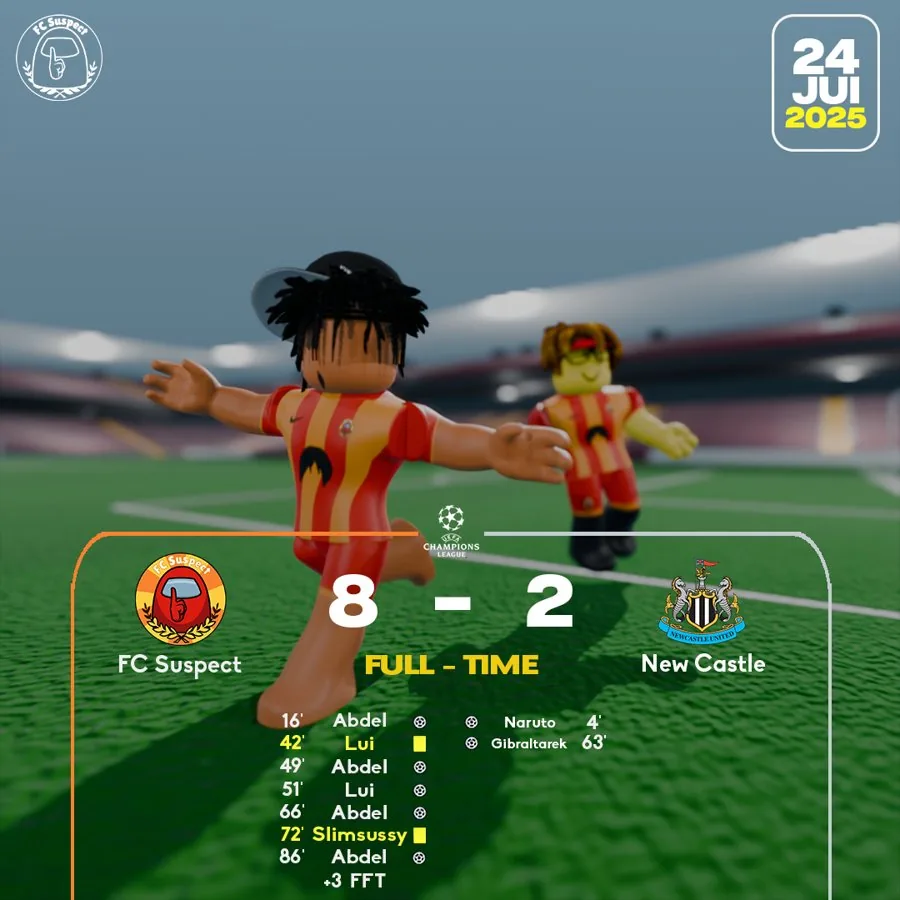 FC Suspect
24
JUI
2025
UEFA
CHAMPIONS
LEAGUE
FC Suspect
NEWCASTLE UNITED
8 - 2
FC Suspect
FULL - TIME
New Castle
16' Abdel
Naruto 4'
42' Lui
Gibraltarek 63'
49' Abdel
51' Lui
66' Abdel
72' Slimsussy
86' Abdel
+3 FFT